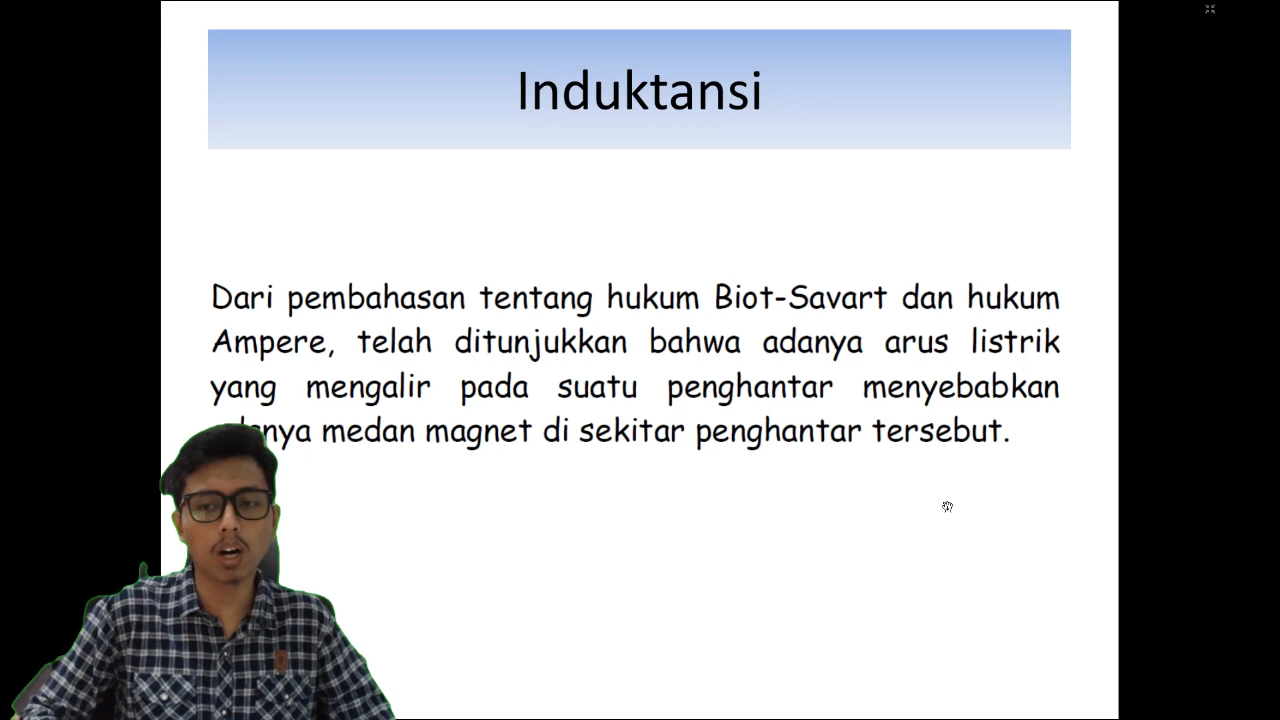 Induktansi
Dari pembahasan tentang hukum Biot-Savart dan hukum
Ampere, telah ditunjukkan bahwa adanya arus listrik
yang mengalir pada suatu penghantar menyebabkan
medan magnet di sekitar penghantar tersebut.